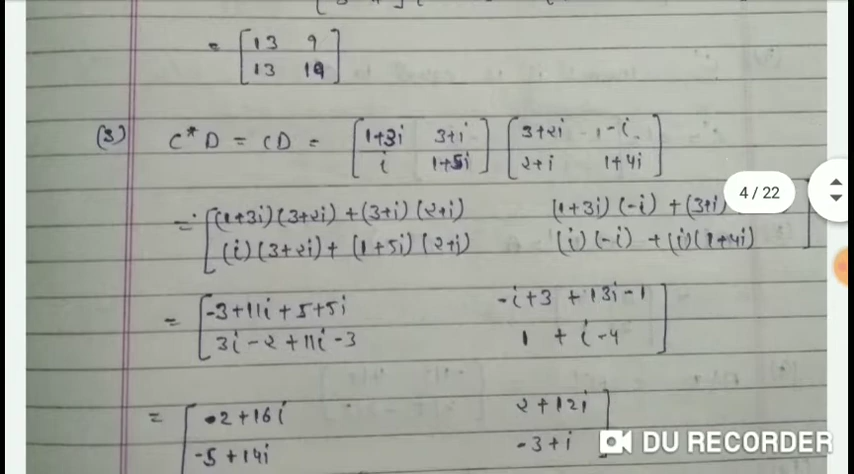 = [13 9
13 19]
(3) C*D = CD = [1+3i 3+i] [3+2i 1-i
i 1+5i] [2+i 1+4i]
4/22
= [(1+3i)(3+2i)+(3+i)(2+i) (1+3i)(-i)+(3+i)
(i)(3+2i)+(1+5i)(2+i) (i)(-i)+(i)(1+4i)]
= [-3+11i+5+5i -i+3+13i-1
3i-2+11i-3 1+i-4]
= [-2+16i 2+12i
-5+14i -3+i]
DU RECORDER